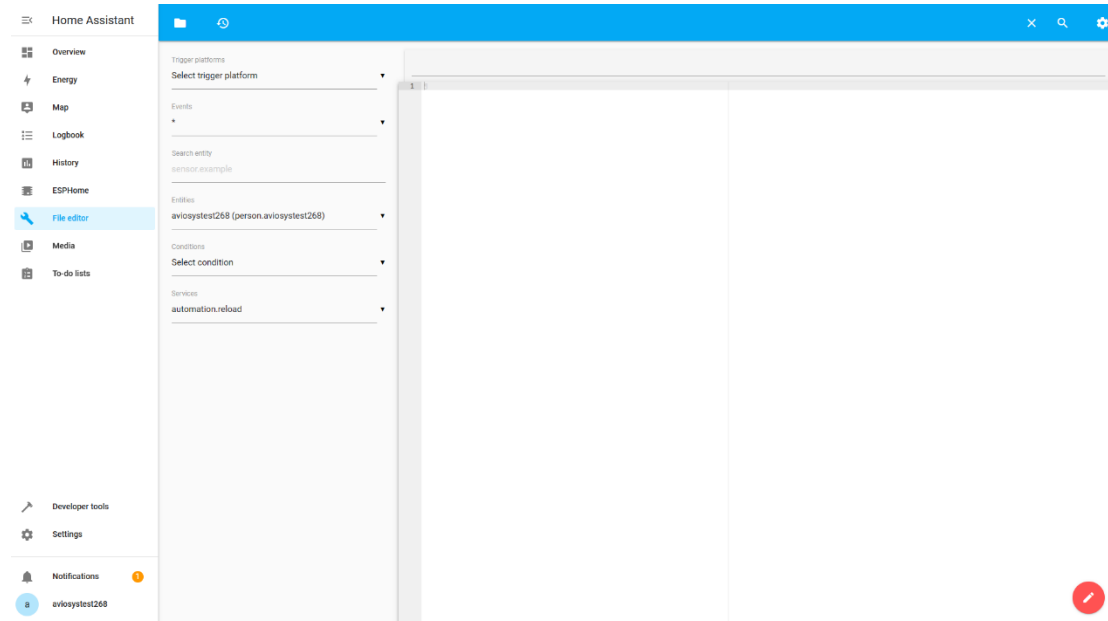 Home Assistant
Overview
Energy
Map
Logbook
History
ESPHome
File editor
Media
To-do lists
Developer tools
Settings
Notifications 1
a aviosystest268
Trigger platforms
Select trigger platform
Events
*
Search entity
sensor.example
Entities
aviosystest268 (person.aviosystest268)
Conditions
Select condition
Services
automation.reload
1